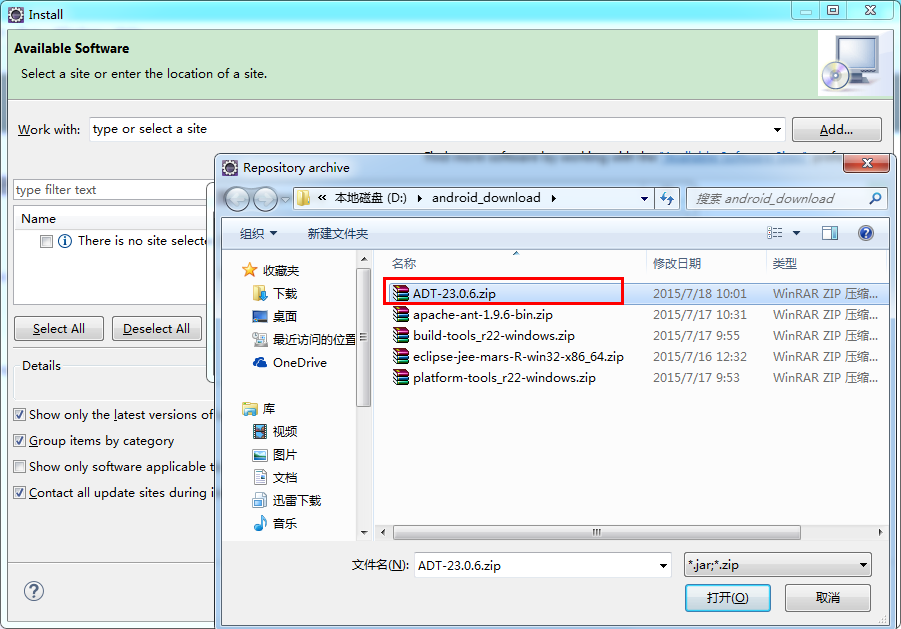 Install
Available Software
Select a site or enter the location of a site.
Work with:
type or select a site
Add...
type filter text
Name
There is no site selecte
Select All
Deselect All
Details
Show only the latest versions of
Group items by category
Show only software applicable t
Contact all update sites during i
Repository archive
« 本地磁盘 (D:) android_download
搜索 android_download
组织
新建文件夹
收藏夹
下载
桌面
最近访问的位置
OneDrive
库
视频
图片
文档
迅雷下载
音乐
名称 修改日期 类型
ADT-23.0.6.zip 2015/7/18 10:01 WinRAR ZIP 压缩...
apache-ant-1.9.6-bin.zip 2015/7/17 10:31 WinRAR ZIP 压缩...
build-tools_r22-windows.zip 2015/7/17 9:55 WinRAR ZIP 压缩...
eclipse-jee-mars-R-win32-x86_64.zip 2015/7/16 12:32 WinRAR ZIP 压缩...
platform-tools_r22-windows.zip 2015/7/17 9:53 WinRAR ZIP 压缩...
文件名(N):
ADT-23.0.6.zip
*.jar;*.zip
打开(O)
取消